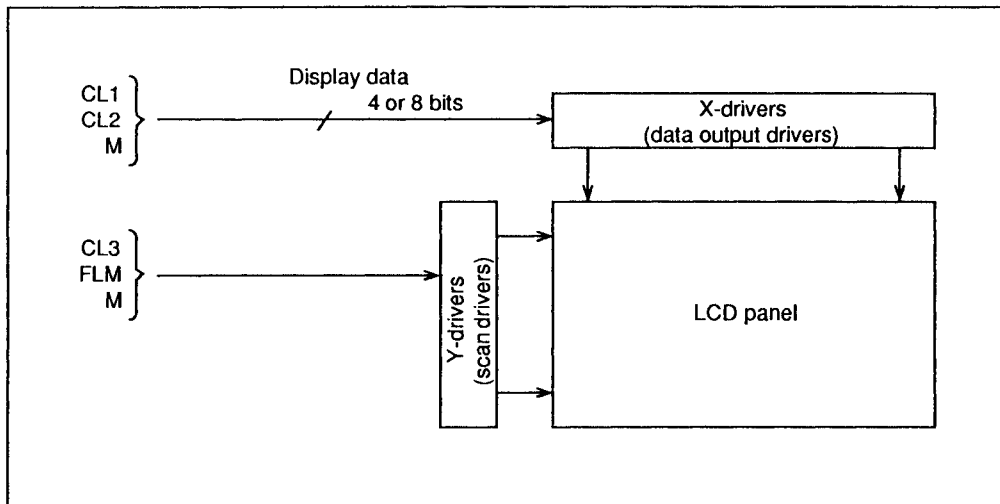 Display data
4 or 8 bits
CL1
CL2
M
X-drivers
(data output drivers)
CL3
FLM
M
Y-drivers
(scan drivers)
LCD panel